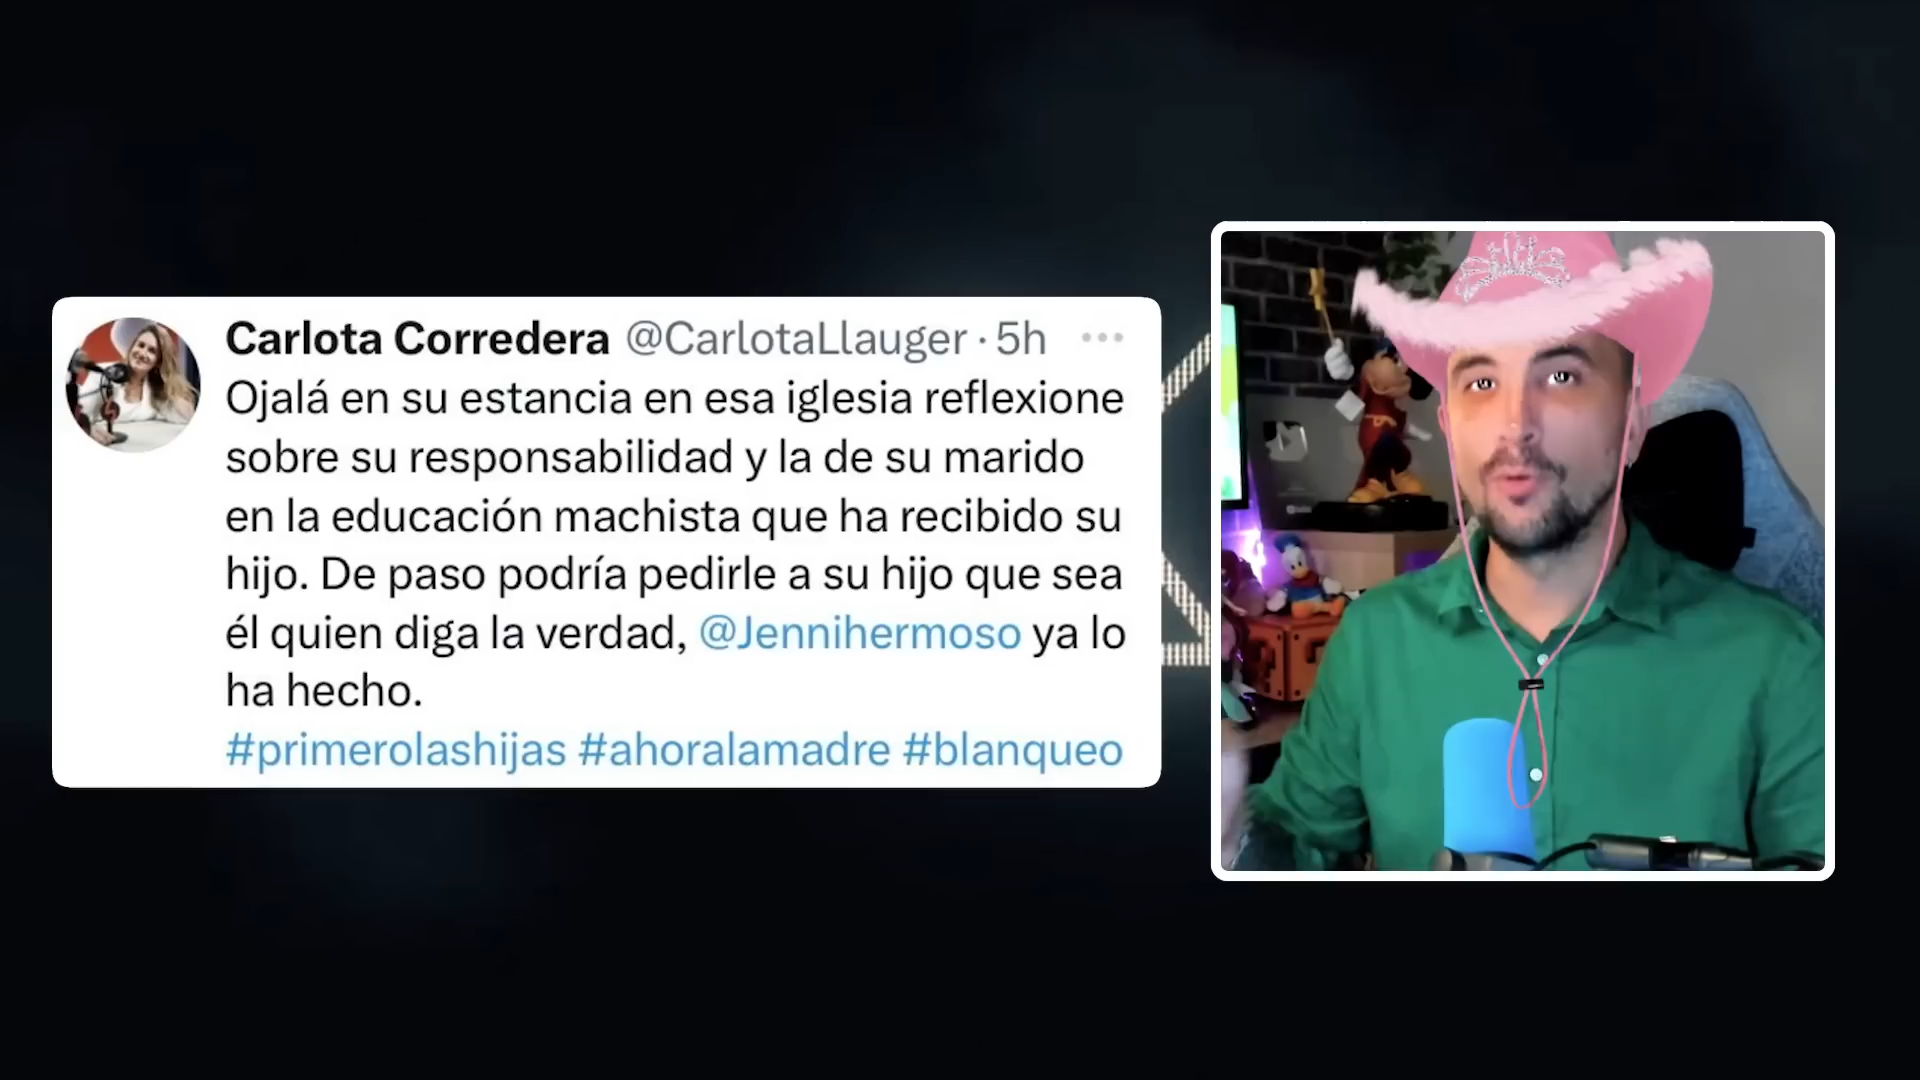 Carlota Corredera @CarlotaLlauger · 5h
Ojalá en su estancia en esa iglesia reflexione
sobre su responsabilidad y la de su marido
en la educación machista que ha recibido su
hijo. De paso podría pedirle a su hijo que sea
él quien diga la verdad, @Jennihermoso ya lo
ha hecho.
#primerolashijas #ahoralamadre #blanqueo